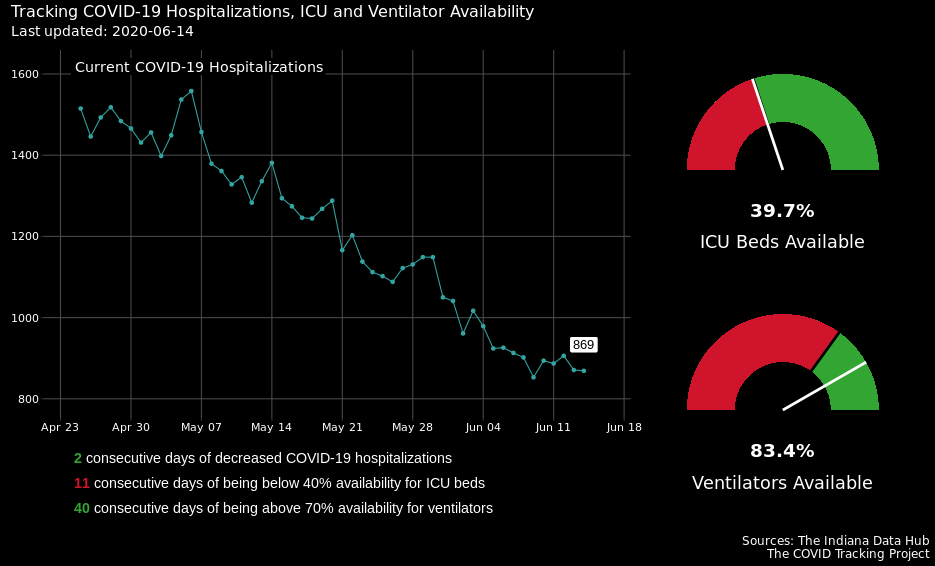 Tracking COVID-19 Hospitalizations, ICU and Ventilator Availability
Last updated: 2020-06-14
Current COVID-19 Hospitalizations
1600
1400
1200
1000
800
869
Apr 23 Apr 30 May 07 May 14 May 21 May 28 Jun 04 Jun 11 Jun 18
2 consecutive days of decreased COVID-19 hospitalizations
11 consecutive days of being below 40% availability for ICU beds
40 consecutive days of being above 70% availability for ventilators
39.7%
ICU Beds Available
83.4%
Ventilators Available
Sources: The Indiana Data Hub
The COVID Tracking Project